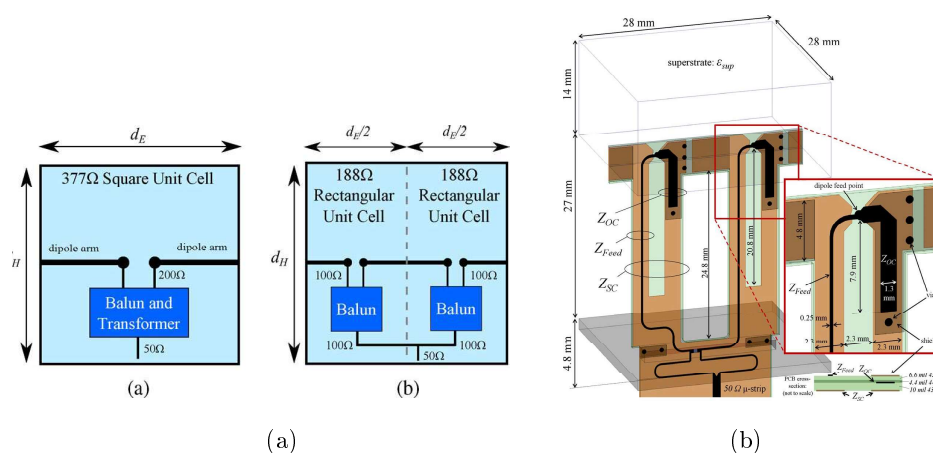 d_E
377Ω Square Unit Cell
dipole arm
dipole arm
200Ω
Balun and
Transformer
50Ω
(a)
d_E/2
d_E/2
188Ω
Rectangular
Unit Cell
188Ω
Rectangular
Unit Cell
d_H
100Ω
100Ω
Balun
Balun
100Ω
100Ω
50Ω
(b)
b)
28 mm
28 mm
14 mm
superstrate: ε_sup
27 mm
4.8 mm
Z_OC
Z_Feed
Z_SC
24.8 mm
20.8 mm
50 Ω μ-strip
dipole feed point
4.8 mm
7.9 mm
Z_OC
Z_Feed
1.3
mm
0.25 mm
2.3 mm
2.3 mm
2.3 mm
Z_Feed
Z_OC
PCB cross-
section:
(not to scale)
Z_SC
(a)
(b)